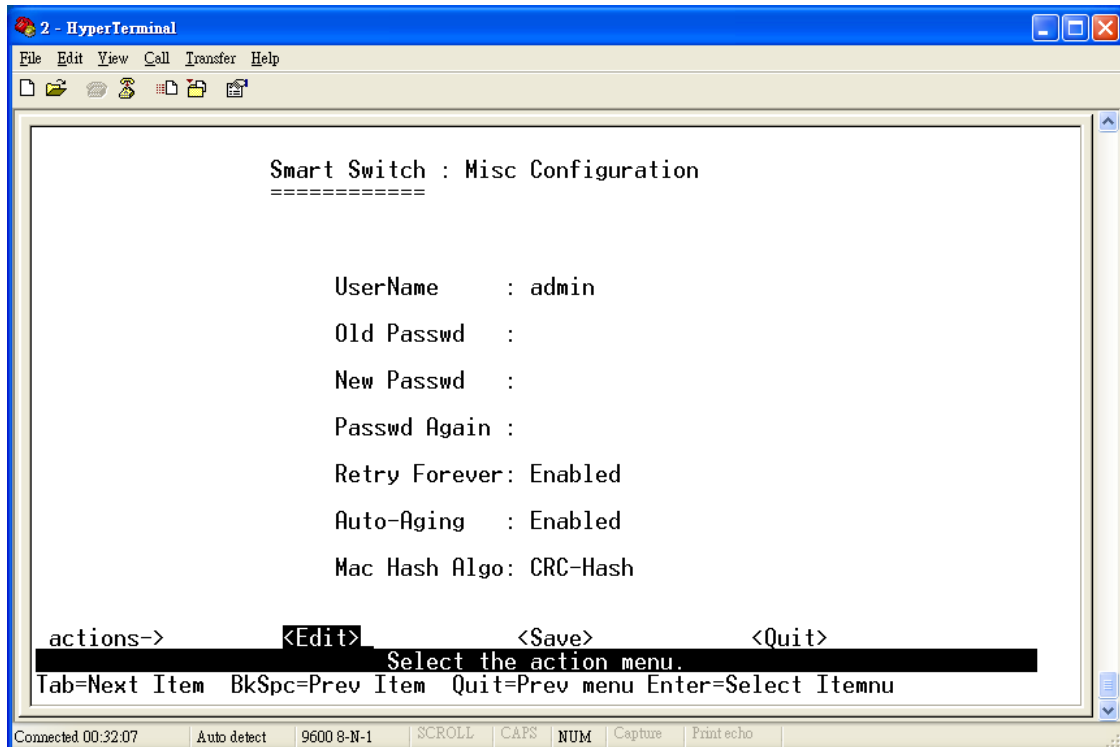 2 - HyperTerminal
File Edit View Call Transfer Help
Smart Switch : Misc Configuration
============
UserName : admin
Old Passwd :
New Passwd :
Passwd Again :
Retry Forever: Enabled
Auto-Aging : Enabled
Mac Hash Algo: CRC-Hash
actions-> <Edit> <Save> <Quit>
Select the action menu.
Tab=Next Item BkSpc=Prev Item Quit=Prev menu Enter=Select Itemnu
Connected 00:32:07 Auto detect 9600 8-N-1 SCROLL CAPS NUM Capture Print echo